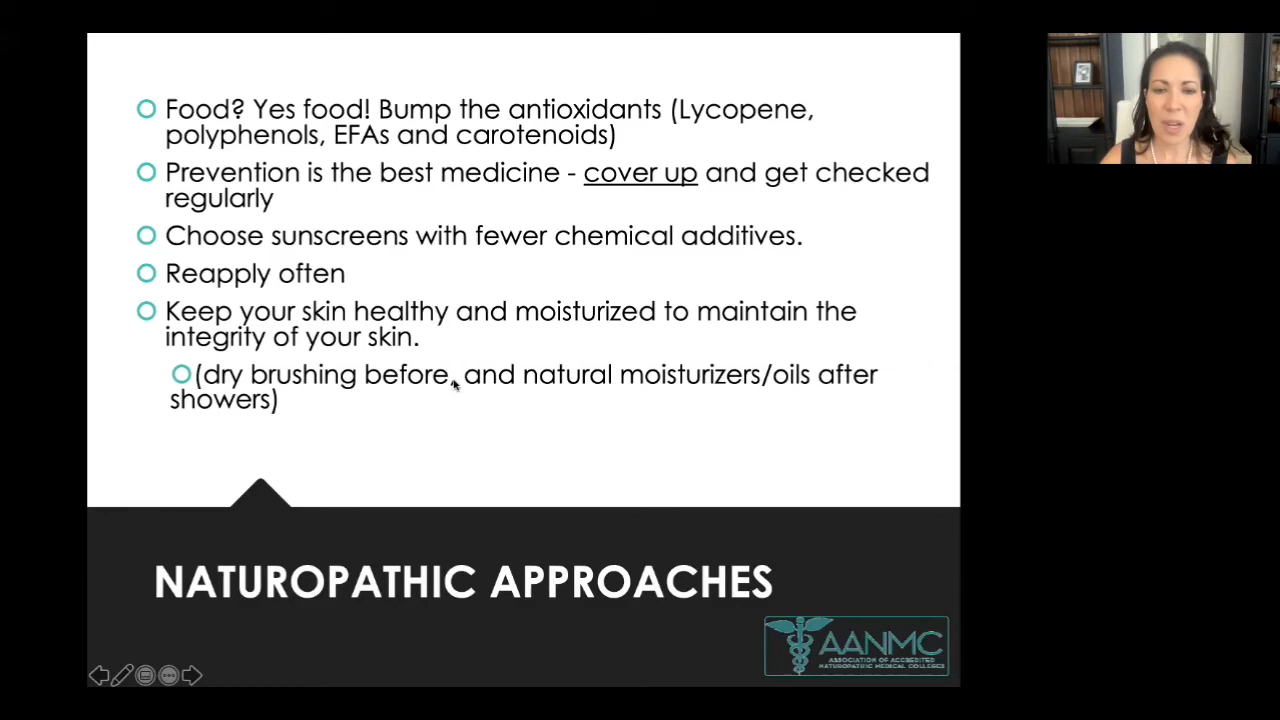 Food? Yes food! Bump the antioxidants (Lycopene,
polyphenols, EFAs and carotenoids)
Prevention is the best medicine - cover up and get checked
regularly
Choose sunscreens with fewer chemical additives.
Reapply often
Keep your skin healthy and moisturized to maintain the
integrity of your skin.
(dry brushing before, and natural moisturizers/oils after
showers)
NATUROPATHIC APPROACHES
AANMC
ASSOCIATION OF ACCREDITED
NATUROPATHIC MEDICAL COLLEGES